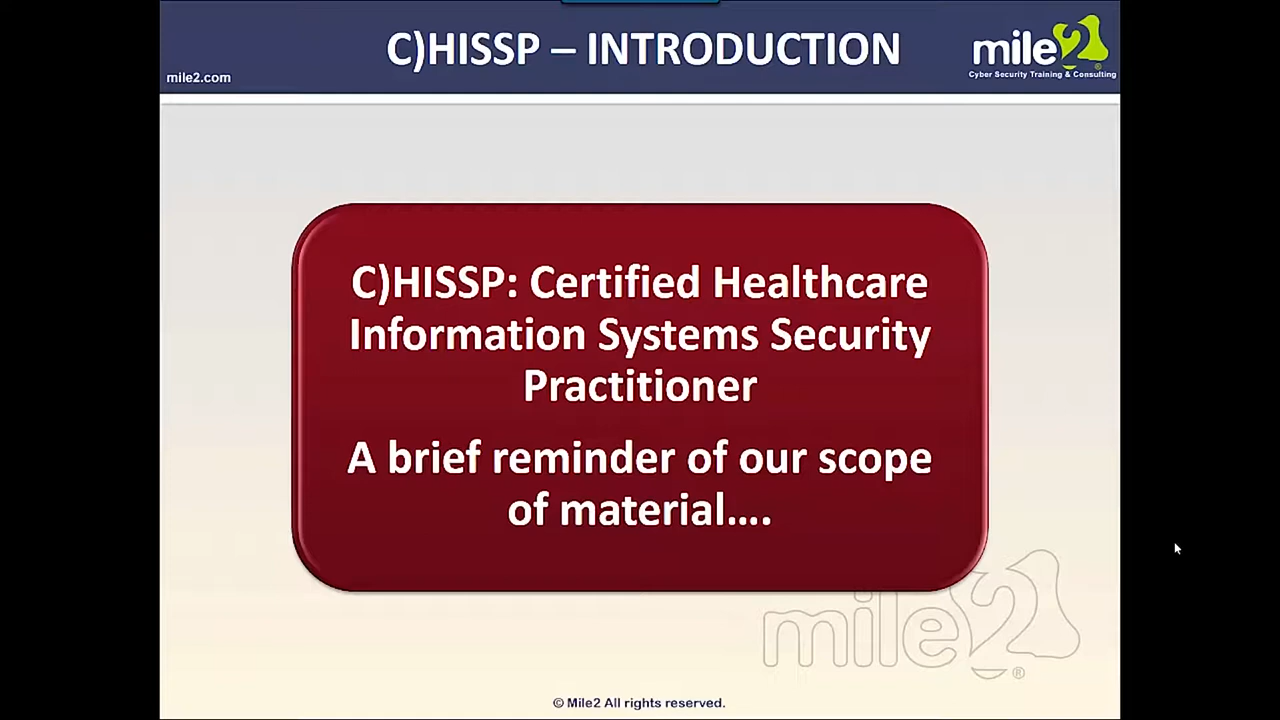 C)HISSP – INTRODUCTION
mile2.com
mile2
Cyber Security Training & Consulting
C)HISSP: Certified Healthcare
Information Systems Security
Practitioner
A brief reminder of our scope
of material....
mile2®
© Mile2 All rights reserved.